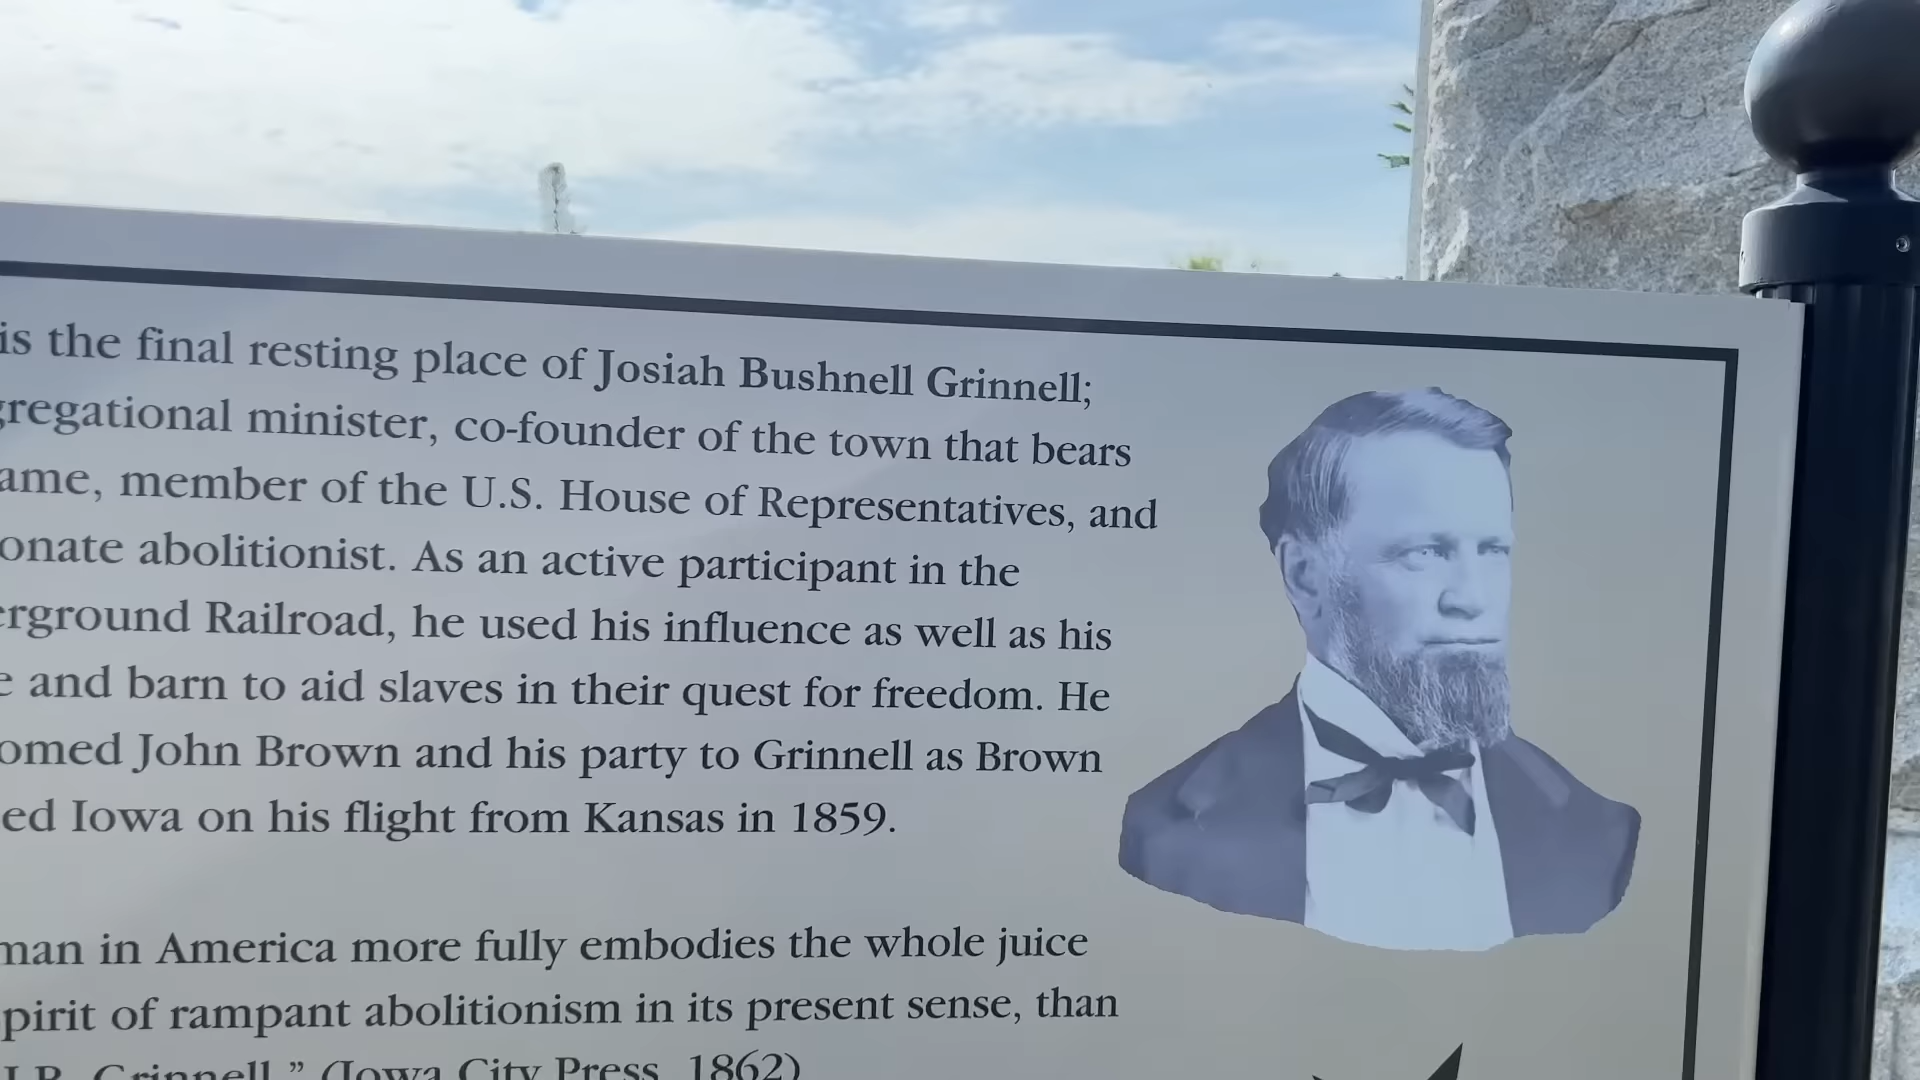 is the final resting place of Josiah Bushnell Grinnell;
gregational minister, co-founder of the town that bears
ame, member of the U.S. House of Representatives, and
onate abolitionist. As an active participant in the
erground Railroad, he used his influence as well as his
e and barn to aid slaves in their quest for freedom. He
omed John Brown and his party to Grinnell as Brown
ed Iowa on his flight from Kansas in 1859.
man in America more fully embodies the whole juice
pirit of rampant abolitionism in its present sense, than
J.B. Grinnell." (Iowa City Press, 1862)